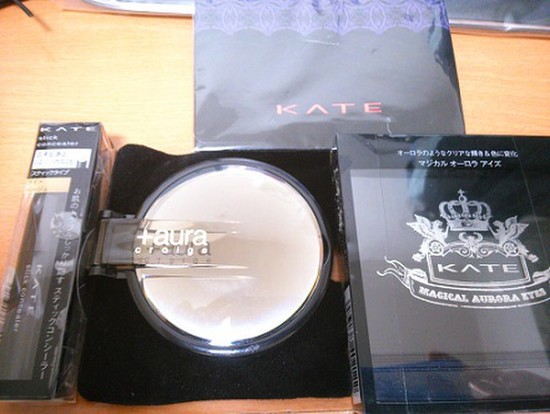 KATE
KATE
stick
concealer
スティックタイプ
KATE
Stick Concealer
スティックコンシーラー
+aura
オーロラのようなクリアな輝き&色に変化
マジカル オーロラ アイズ
KATE
MAGICAL AURORA EYES